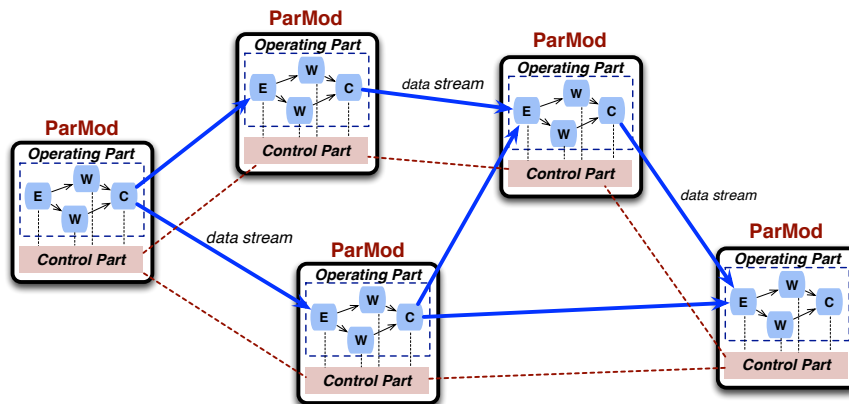 ParMod
Operating Part
E
W
W
C
Control Part
ParMod
Operating Part
E
W
W
C
Control Part
data stream
ParMod
Operating Part
E
W
W
C
Control Part
data stream
data stream
ParMod
Operating Part
E
W
W
C
Control Part
ParMod
Operating Part
E
W
W
C
Control Part